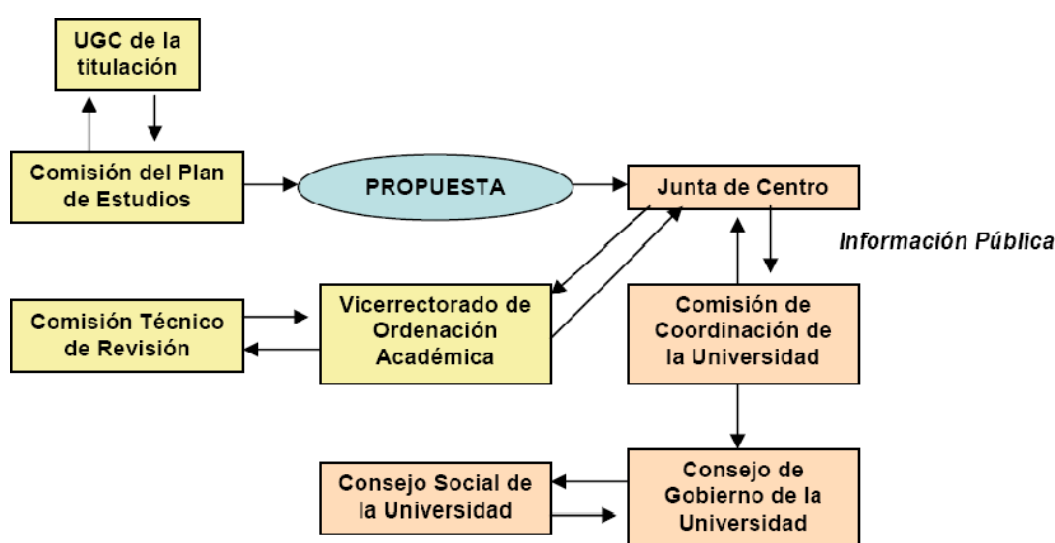 UGC de la
titulación
Comisión del Plan
de Estudios
PROPUESTA
Junta de Centro
Información Pública
Comisión Técnico
de Revisión
Vicerrectorado de
Ordenación
Académica
Comisión de
Coordinación de
la Universidad
Consejo Social de
la Universidad
Consejo de
Gobierno de la
Universidad